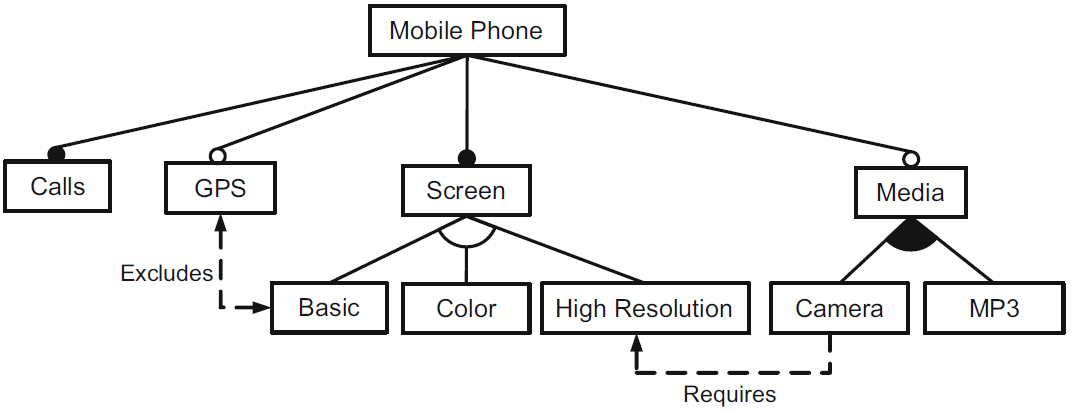 Mobile Phone
Calls
GPS
Screen
Media
Excludes
Basic
Color
High Resolution
Camera
MP3
Requires